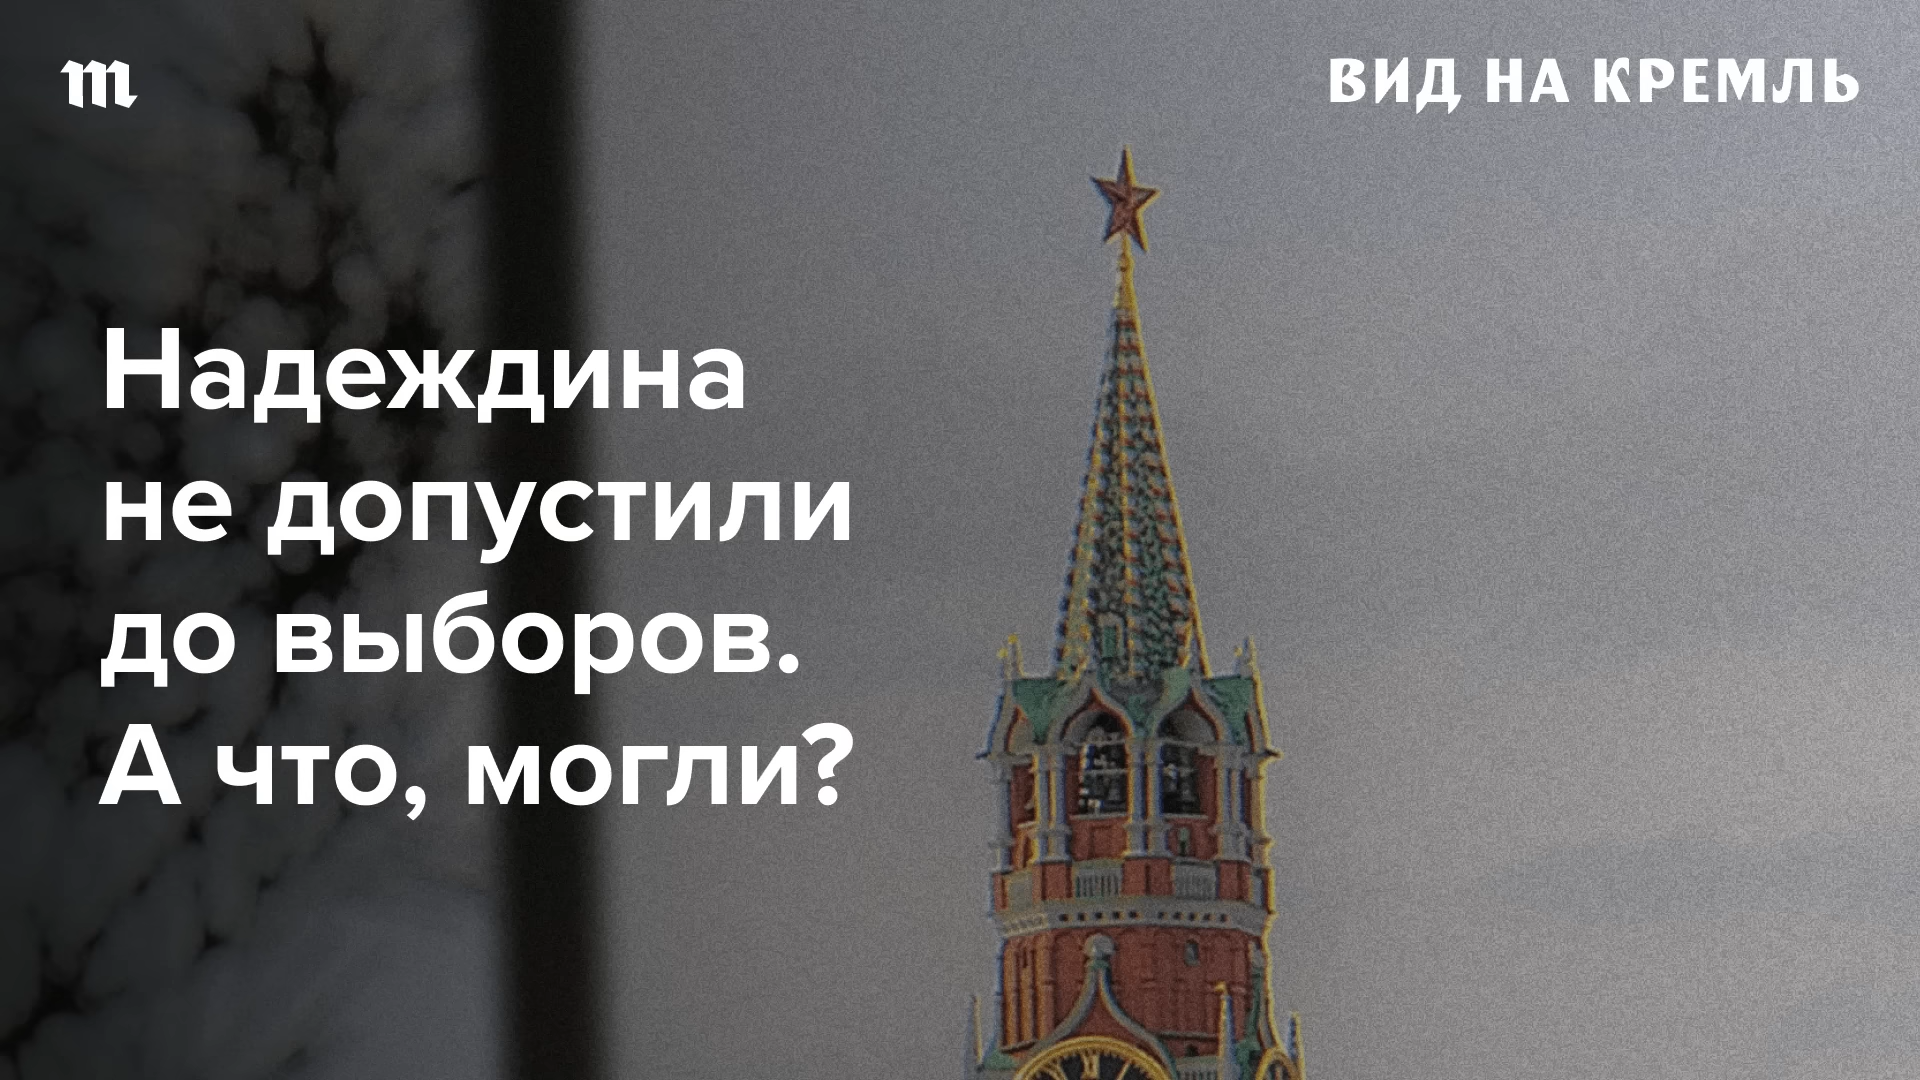 m
ВИД НА КРЕМЛЬ
Надеждина
не допустили
до выборов.
А что, могли?